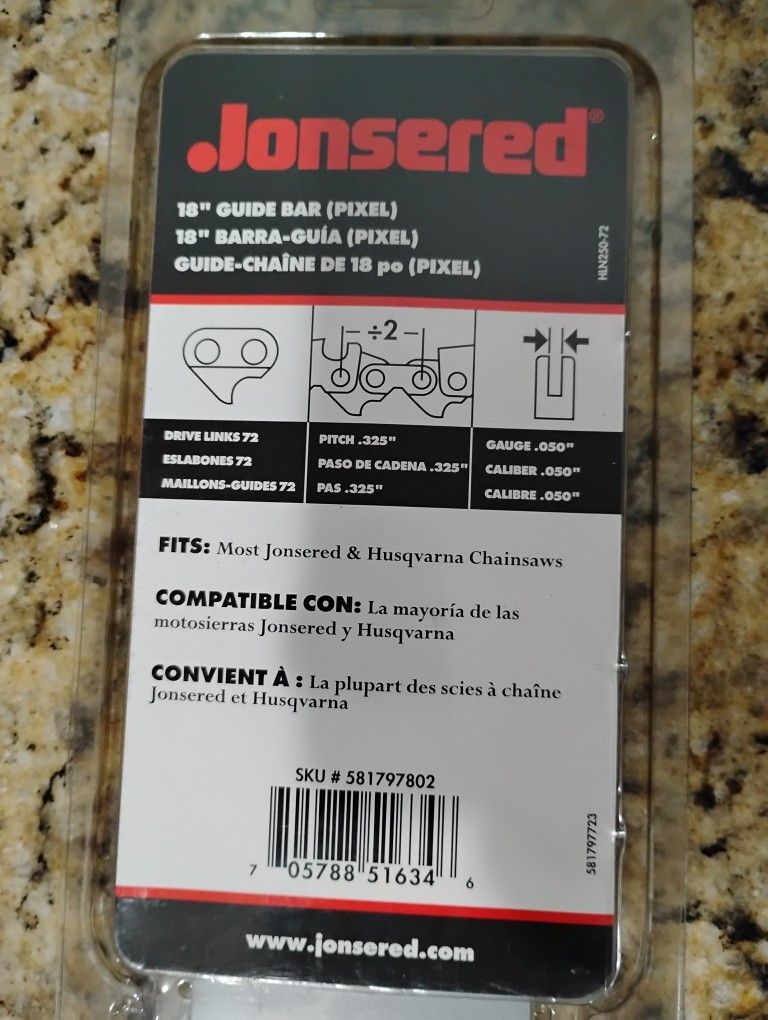 Jonsered®
18" GUIDE BAR (PIXEL)
18" BARRA-GUÍA (PIXEL)
GUIDE-CHAÎNE DE 18 po (PIXEL)
HLN250-72
÷2
DRIVE LINKS 72
ESLABONES 72
MAILLONS-GUIDES 72
PITCH .325"
PASO DE CADENA .325"
PAS .325"
GAUGE .050"
CALIBER .050"
CALIBRE .050"
FITS: Most Jonsered & Husqvarna Chainsaws
COMPATIBLE CON: La mayoría de las
motosierras Jonsered y Husqvarna
CONVIENT À : La plupart des scies à chaîne
Jonsered et Husqvarna
SKU # 581797802
7 05788 51634 6
581797723
www.jonsered.com